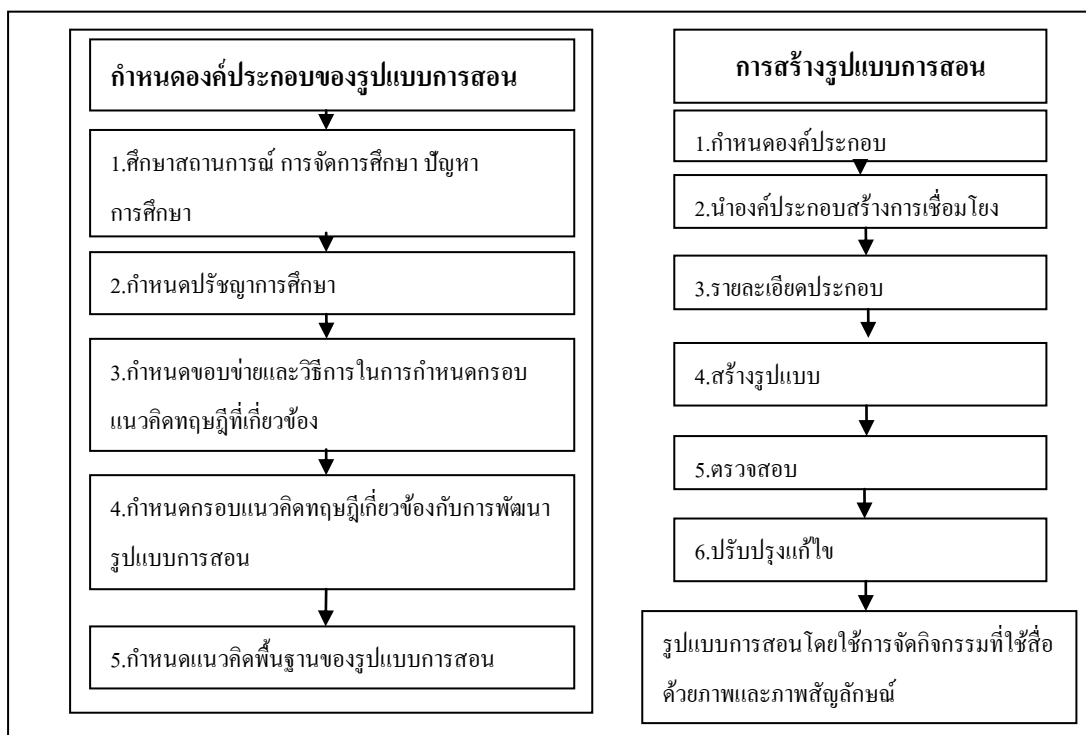 กำหนดองค์ประกอบของรูปแบบการสอน
1.ศึกษาสถานการณ์ การจัดการศึกษา ปัญหา
การศึกษา
2.กำหนดปรัชญาการศึกษา
3.กำหนดขอบข่ายและวิธีการในการกำหนดกรอบ
แนวคิดทฤษฎีที่เกี่ยวข้อง
4.กำหนดกรอบแนวคิดทฤษฎีเกี่ยวข้องกับการพัฒนา
รูปแบบการสอน
5.กำหนดแนวคิดพื้นฐานของรูปแบบการสอน
การสร้างรูปแบบการสอน
1.กำหนดองค์ประกอบ
2.นำองค์ประกอบสร้างการเชื่อมโยง
3.รายละเอียดประกอบ
4.สร้างรูปแบบ
5.ตรวจสอบ
6.ปรับปรุงแก้ไข
รูปแบบการสอนโดยใช้การจัดกิจกรรมที่ใช้สื่อ
ด้วยภาพและภาพสัญลักษณ์